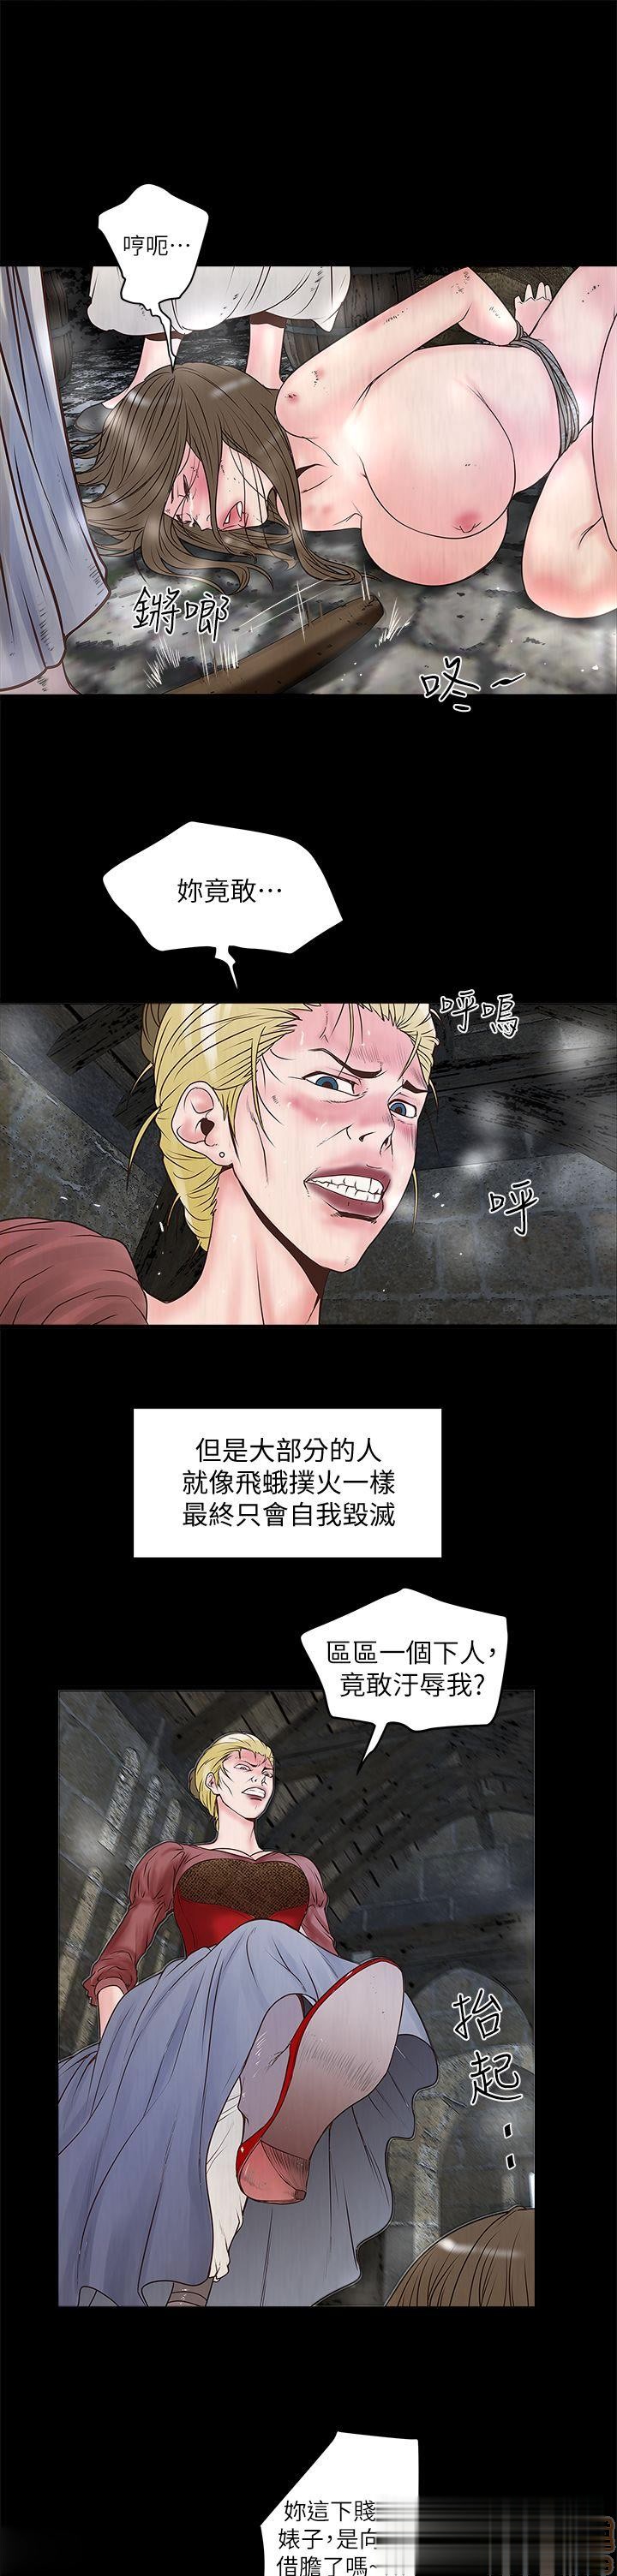 哼呃⋯
鏘啷
咚~
妳竟敢⋯
呼嗚
呼
但是大部分的人
就像飛蛾撲火一樣
最終只會自我毀滅
區區一個下人，
竟敢汙辱我?
抬起⋯
妳這下賤
婊子，是向
借膽了嗎~